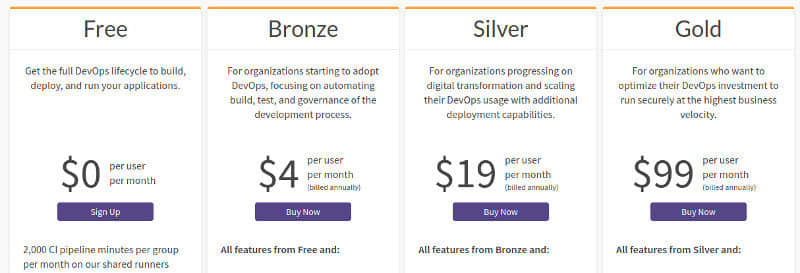 Free
Get the full DevOps lifecycle to build,
deploy, and run your applications.
$0 per user
per month
Sign Up
2,000 CI pipeline minutes per group
per month on our shared runners
Bronze
For organizations starting to adopt
DevOps, focusing on automating
build, test, and governance of the
development process.
$4 per user
per month
(billed annually)
Buy Now
All features from Free and:
Silver
For organizations progressing on
digital transformation and scaling
their DevOps usage with additional
deployment capabilities.
$19 per user
per month
(billed annually)
Buy Now
All features from Bronze and:
Gold
For organizations who want to
optimize their DevOps investment to
run securely at the highest business
velocity.
$99 per user
per month
(billed annually)
Buy Now
All features from Silver and: